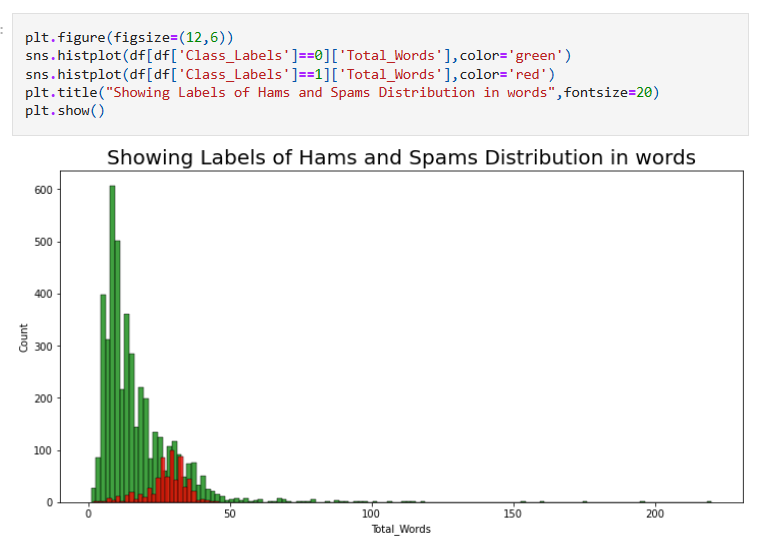 :
plt.figure(figsize=(12,6))
sns.histplot(df[df['Class_Labels']==0]['Total_Words'],color='green')
sns.histplot(df[df['Class_Labels']==1]['Total_Words'],color='red')
plt.title("Showing Labels of Hams and Spams Distribution in words",fontsize=20)
plt.show()
Showing Labels of Hams and Spams Distribution in words
600
500
400
300
200
100
0
Count
0 50 100 150 200
Total_Words